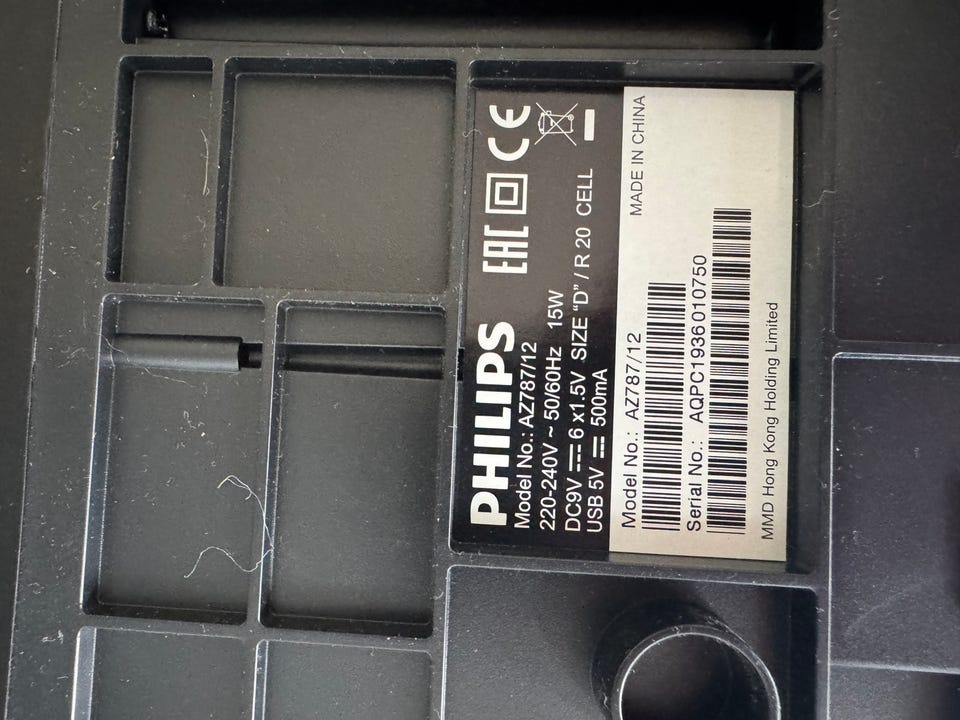 PHILIPS
Model No.: AZ787/12
220-240V ~ 50/60Hz 15W
DC9V ⎓ 6 x1.5V SIZE "D" / R 20 CELL
USB 5V ⎓ 500mA
EAC CE
MADE IN CHINA
Model No.: AZ787/12
Serial No.: AQPC1936010750
MMD Hong Kong Holding Limited